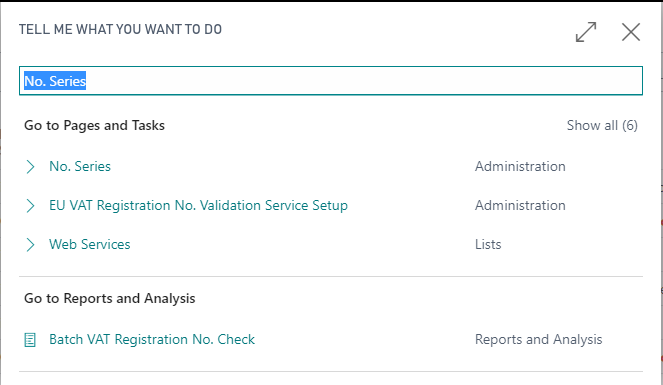 TELL ME WHAT YOU WANT TO DO
No. Series
Go to Pages and Tasks Show all (6)
No. Series Administration
EU VAT Registration No. Validation Service Setup Administration
Web Services Lists
Go to Reports and Analysis
Batch VAT Registration No. Check Reports and Analysis